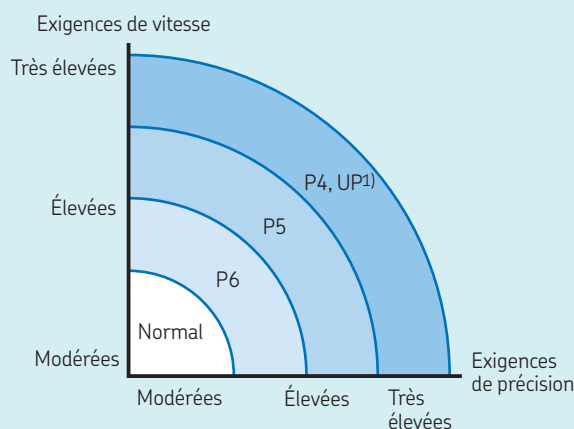 Exigences de vitesse
Très élevées
P4, UP1)
Élevées
P5
P6
Normal
Modérées
Exigences
de précision
Modérées
Élevées
Très
élevées